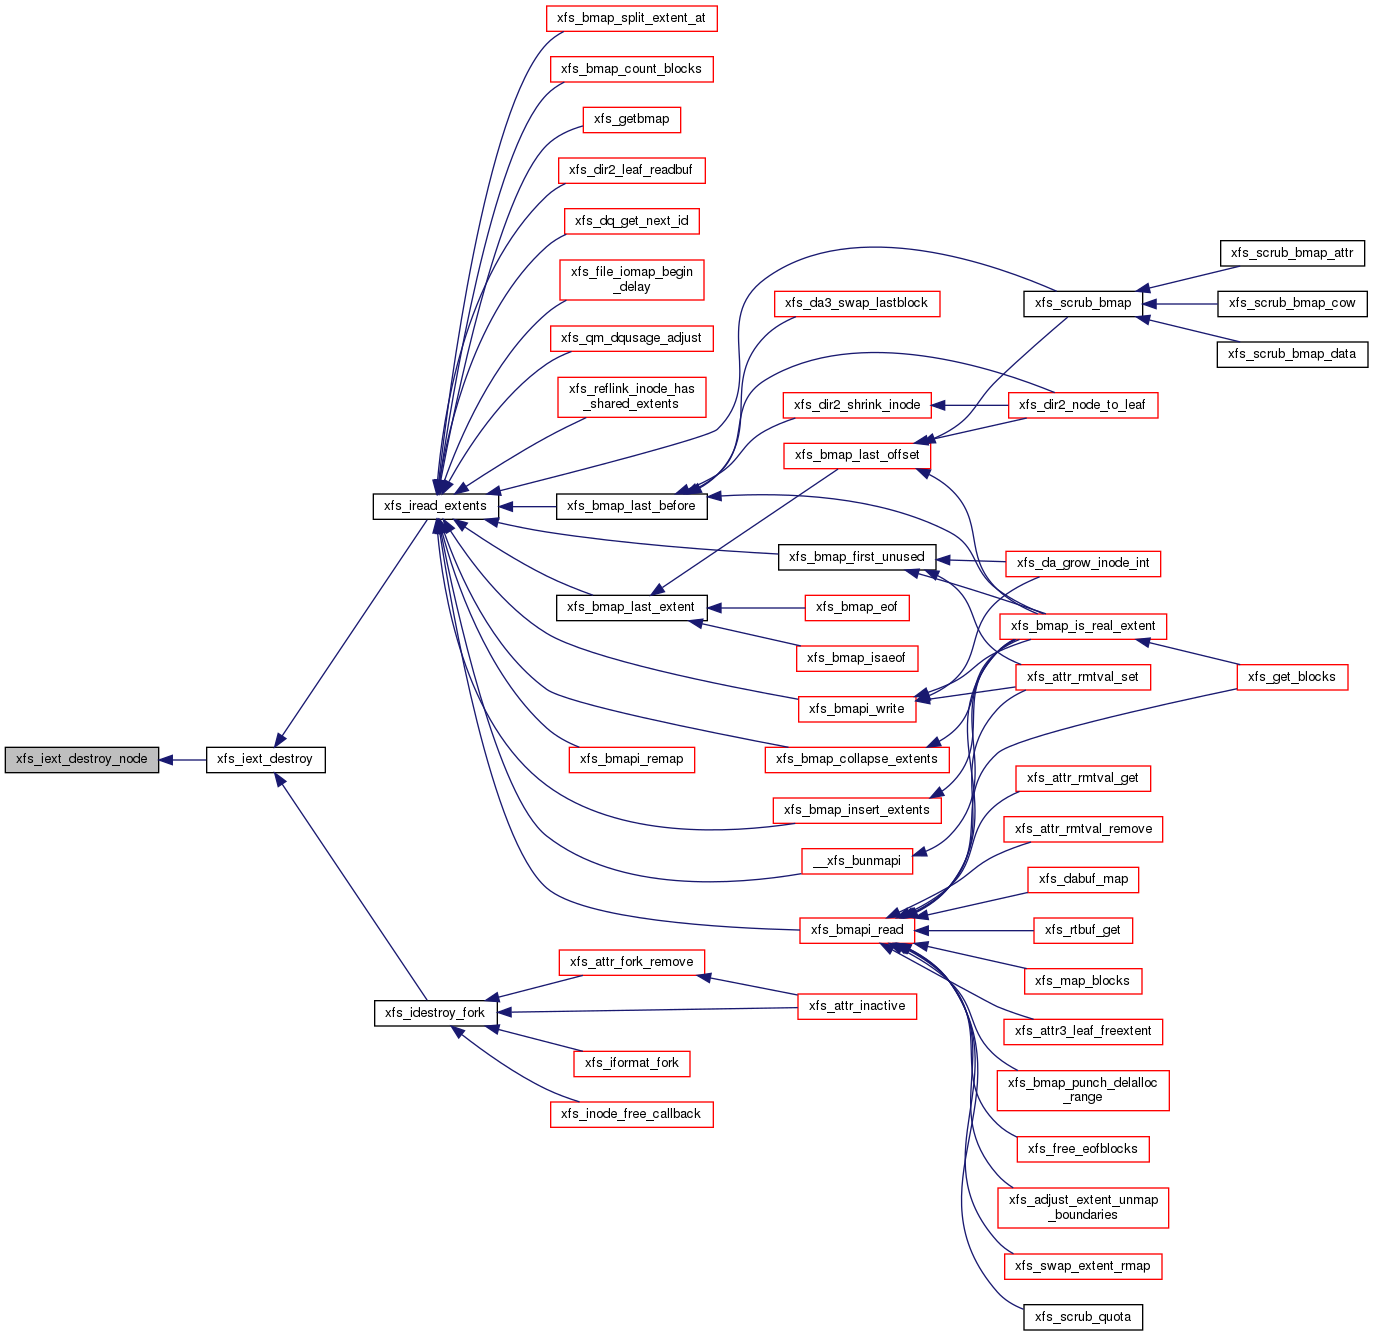 xfs_bmap_split_extent_at
xfs_bmap_count_blocks
xfs_getbmap
xfs_dir2_leaf_readbuf
xfs_dq_get_next_id
xfs_scrub_bmap_attr
xfs_file_iomap_begin
_delay
xfs_da3_swap_lastblock
xfs_scrub_bmap
xfs_scrub_bmap_cow
xfs_qm_dqusage_adjust
xfs_scrub_bmap_data
xfs_reflink_inode_has
_shared_extents
xfs_dir2_shrink_inode
xfs_dir2_node_to_leaf
xfs_bmap_last_offset
xfs_iread_extents
xfs_bmap_last_before
xfs_bmap_first_unused
xfs_da_grow_inode_int
xfs_bmap_last_extent
xfs_bmap_eof
xfs_bmap_is_real_extent
xfs_bmap_isaeof
xfs_attr_rmtval_set
xfs_get_blocks
xfs_bmapi_write
xfs_iext_destroy_node
xfs_iext_destroy
xfs_bmapi_remap
xfs_bmap_collapse_extents
xfs_attr_rmtval_get
xfs_bmap_insert_extents
xfs_attr_rmtval_remove
__xfs_bunmapi
xfs_dabuf_map
xfs_bmapi_read
xfs_rtbuf_get
xfs_attr_fork_remove
xfs_map_blocks
xfs_idestroy_fork
xfs_attr_inactive
xfs_attr3_leaf_freextent
xfs_iformat_fork
xfs_bmap_punch_delalloc
_range
xfs_inode_free_callback
xfs_free_eofblocks
xfs_adjust_extent_unmap
_boundaries
xfs_swap_extent_rmap
xfs_scrub_quota